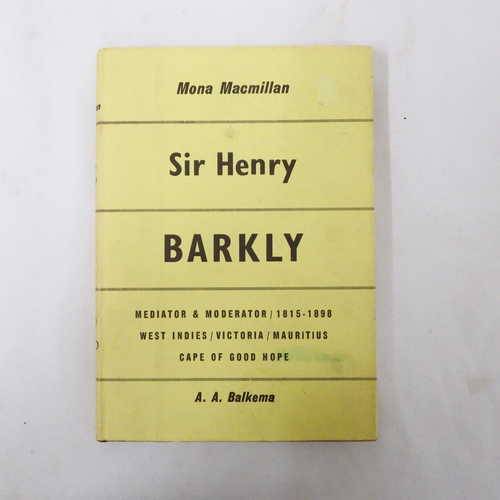 Mona Macmillan
Sir Henry
BARKLY
MEDIATOR & MODERATOR/1815-1898
WEST INDIES/VICTORIA/MAURITIUS
CAPE OF GOOD HOPE
A. A. Balkema